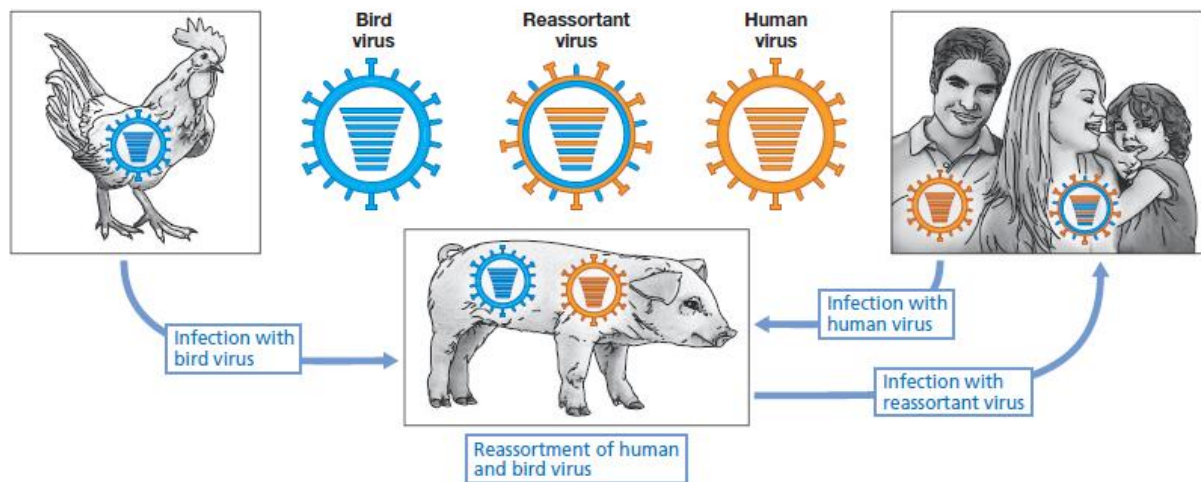 Bird
virus
Reassortant
virus
Human
virus
Infection with
bird virus
Infection with
human virus
Infection with
reassortant virus
Reassortment of human
and bird virus